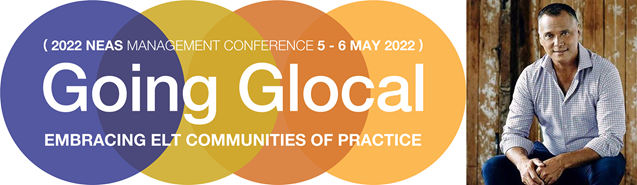 ( 2022 NEAS MANAGEMENT CONFERENCE 5 - 6 MAY 2022 )
Going Glocal
EMBRACING ELT COMMUNITIES OF PRACTICE